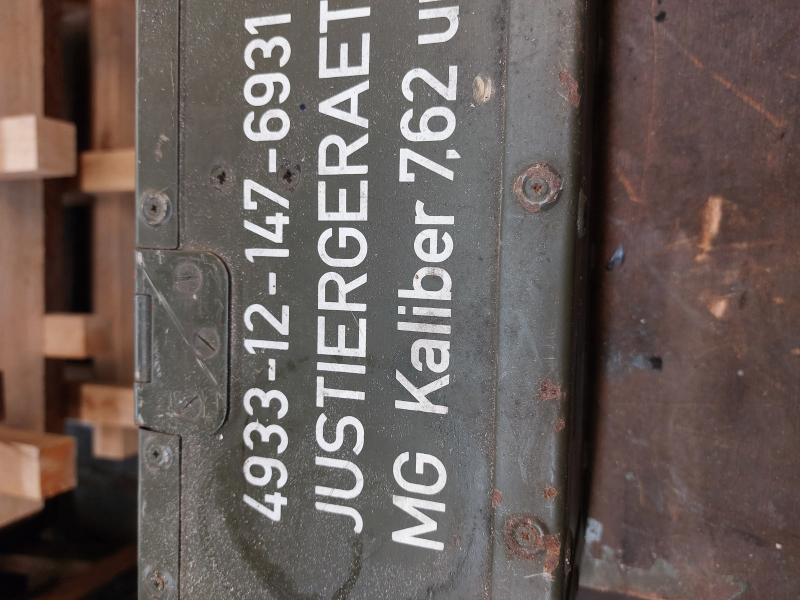 4933-12-147-6931
JUSTIERGERAET
MG Kaliber 7,62 u